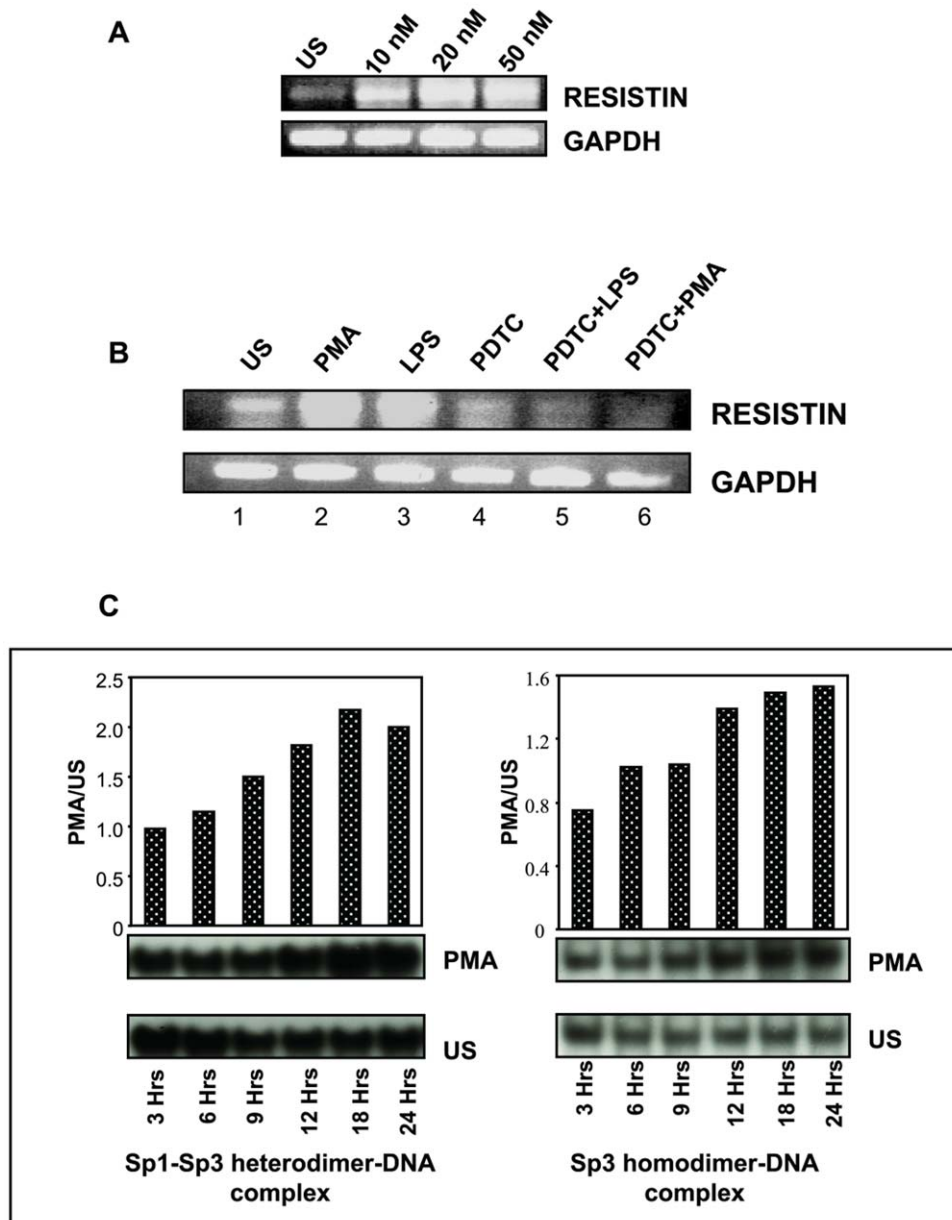 A
US 10 nM 20 nM 50 nM
RESISTIN
GAPDH
B
US PMA LPS PDTC PDTC+LPS PDTC+PMA
RESISTIN
GAPDH
1 2 3 4 5 6
C
2.5
2.0
1.5
1.0
0.5
0
PMA/US
PMA
US
3 Hrs 6 Hrs 9 Hrs 12 Hrs 18 Hrs 24 Hrs
Sp1-Sp3 heterodimer-DNA
complex
1.6
1.2
0.8
0.4
0
PMA/US
PMA
US
3 Hrs 6 Hrs 9 Hrs 12 Hrs 18 Hrs 24 Hrs
Sp3 homodimer-DNA
complex